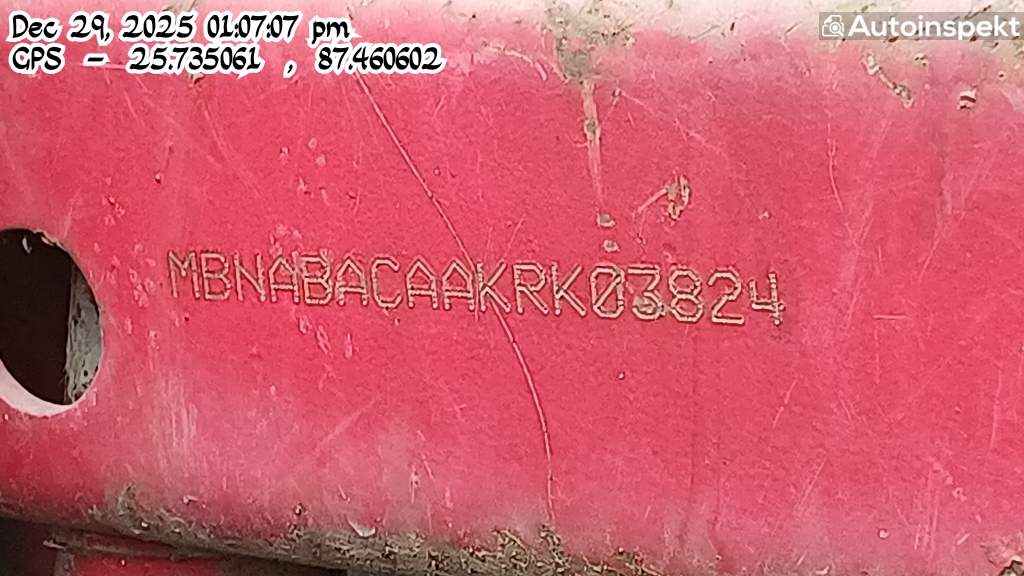 Dec 29, 2025 01:07:07 pm
GPS - 25.735061 , 87.460602
Autoinspekt
MBNABACAAKRK03824